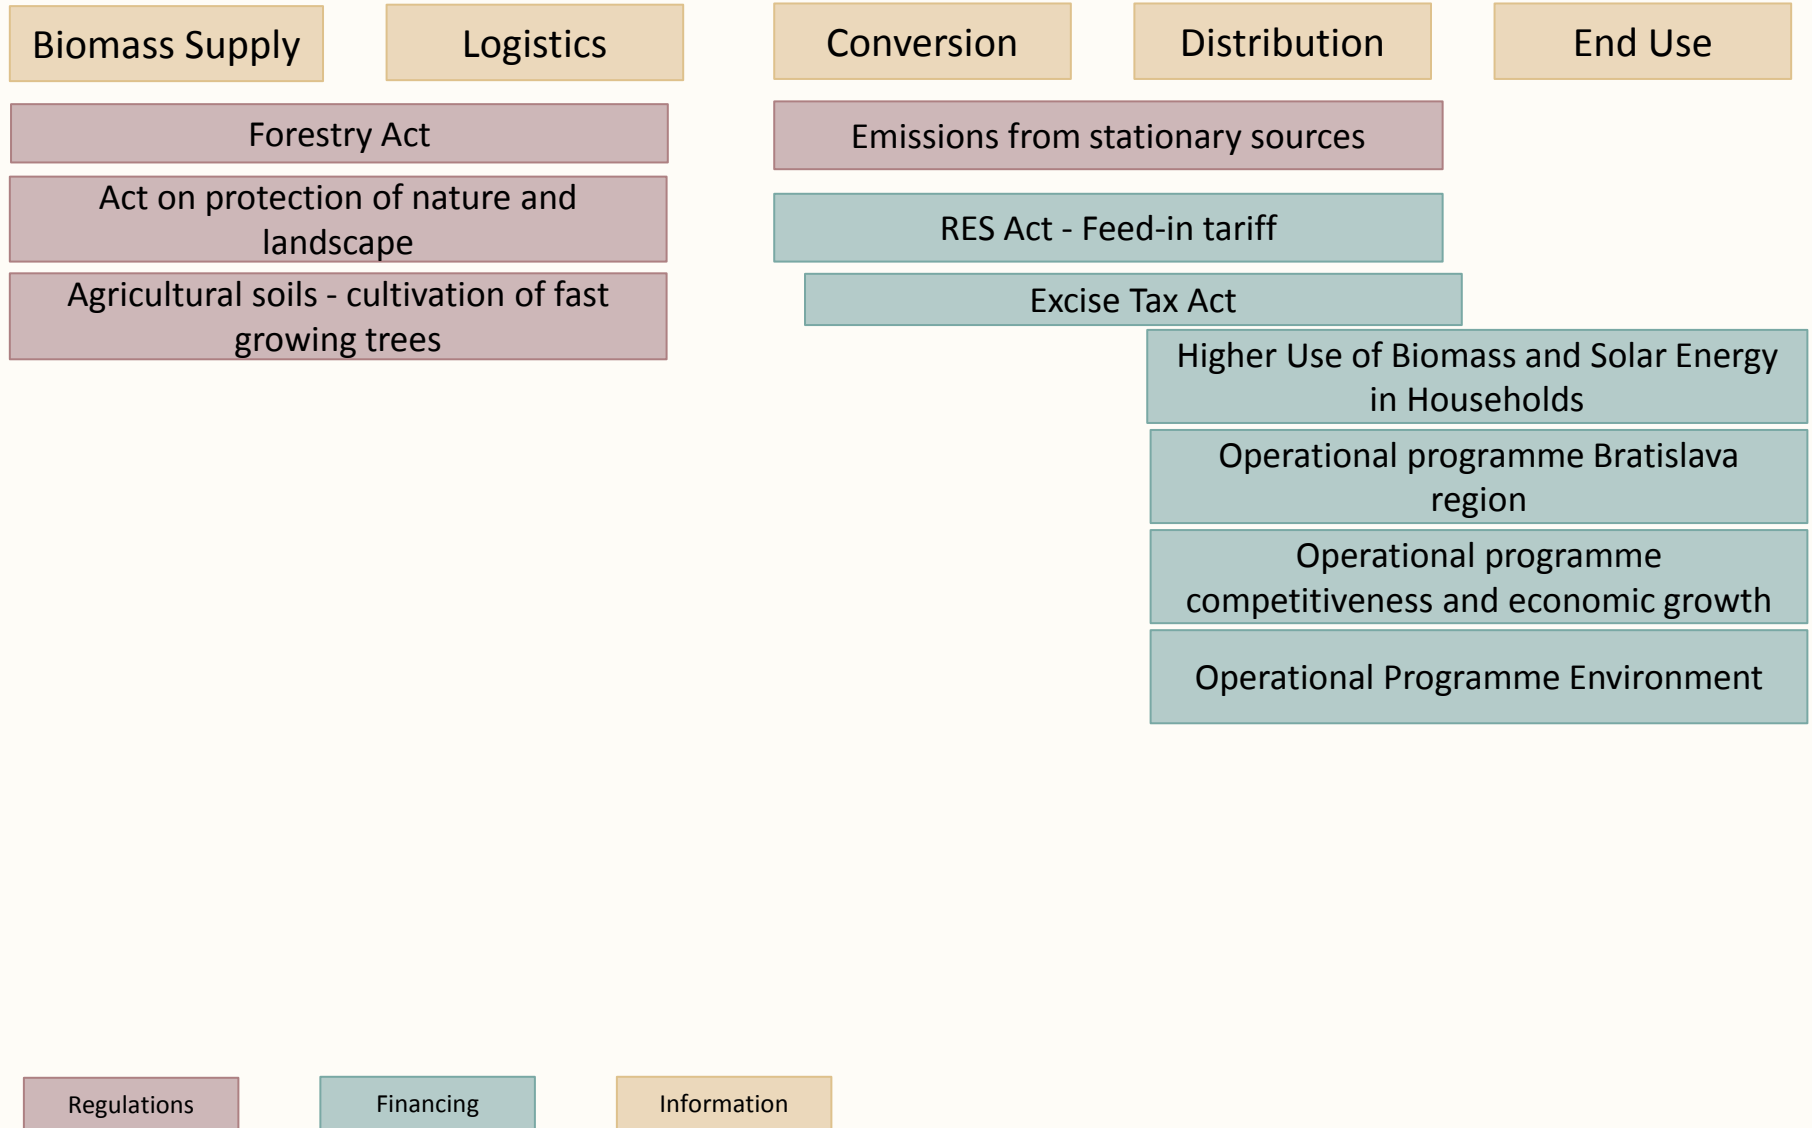 Biomass Supply
Logistics
Conversion
Distribution
End Use
Forestry Act
Act on protection of nature and
landscape
Agricultural soils - cultivation of fast
growing trees
Emissions from stationary sources
RES Act - Feed-in tariff
Excise Tax Act
Higher Use of Biomass and Solar Energy
in Households
Operational programme Bratislava
region
Operational programme
competitiveness and economic growth
Operational Programme Environment
Regulations
Financing
Information